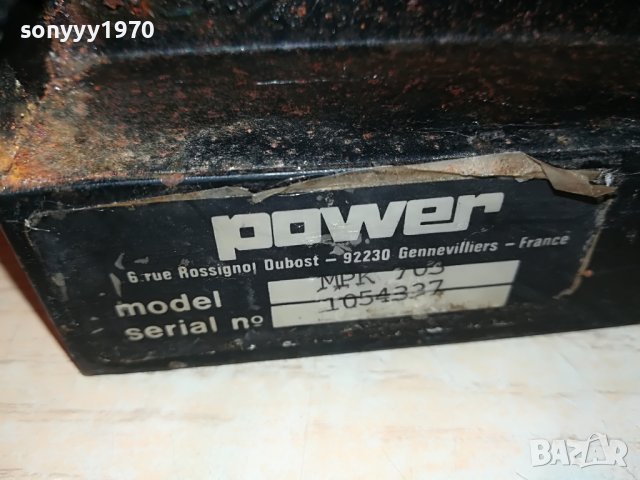 sonyyy1970
power
6 rue Rossignol Dubost – 92230 Gennevilliers – France
model MPK 703
serial no 1054337
BAZAR